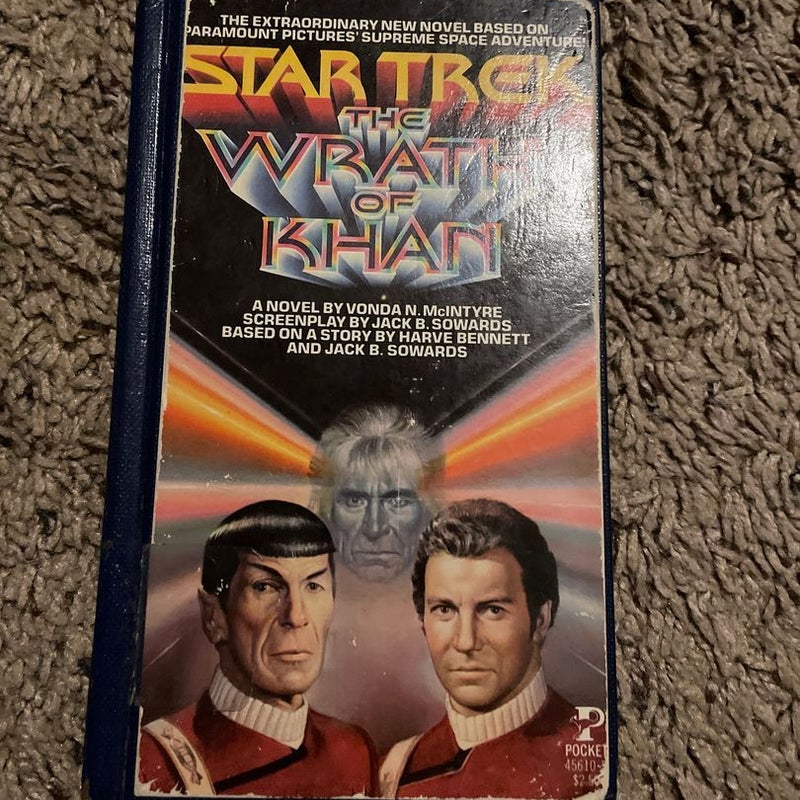 THE EXTRAORDINARY NEW NOVEL BASED ON
PARAMOUNT PICTURES' SUPREME SPACE ADVENTURE!
STAR TREK
THE
WRATH
OF
KHAN
A NOVEL BY VONDA N. McINTYRE
SCREENPLAY BY JACK B. SOWARDS
BASED ON A STORY BY HARVE BENNETT
AND JACK B. SOWARDS
P
POCKET
45610-